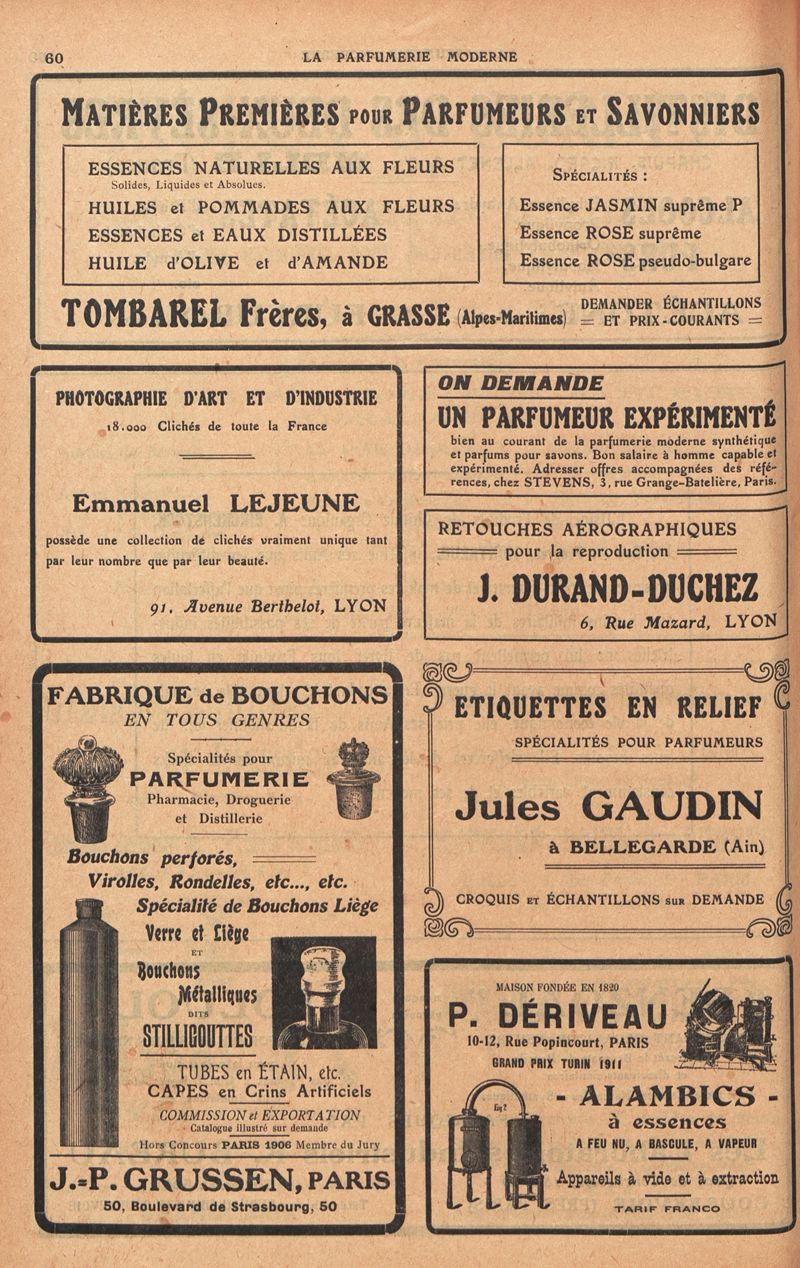 60
LA PARFUMERIE MODERNE
MATIÈRES PREMIÈRES POUR PARFUMEURS ET SAVONNIERS
ESSENCES NATURELLES AUX FLEURS
Solides, Liquides et Absolues.
HUILES et POMMADES AUX FLEURS
ESSENCES et EAUX DISTILLÉES
HUILE d'OLIVE et d'AMANDE
SPÉCIALITÉS :
Essence JASMIN suprême P
Essence ROSE suprême
Essence ROSE pseudo-bulgare
TOMBAREL Frères, à GRASSE (Alpes-Maritimes)
DEMANDER ÉCHANTILLONS
ET PRIX-COURANTS
PHOTOGRAPHIE D'ART ET D'INDUSTRIE
18.000 Clichés de toute la France
Emmanuel LEJEUNE
possède une collection de clichés vraiment unique tant
par leur nombre que par leur beauté.
91, Avenue Berthelot, LYON
ON DEMANDE
UN PARFUMEUR EXPÉRIMENTÉ
bien au courant de la parfumerie moderne synthétique
et parfums pour savons. Bon salaire à homme capable et
expérimenté. Adresser offres accompagnées des réfé-
rences, chez STEVENS, 3, rue Grange-Batelière, Paris.
RETOUCHES AÉROGRAPHIQUES
pour la reproduction
J. DURAND-DUCHEZ
6, Rue Mazard, LYON
FABRIQUE de BOUCHONS
EN TOUS GENRES
Spécialités pour
PARFUMERIE
Pharmacie, Droguerie
et Distillerie
Bouchons perforés,
Virolles, Rondelles, etc..., etc.
Spécialité de Bouchons Liège
Verre et Liège
ET
Bouchons
Métalliques
DITS
STILLIGOUTTES
TUBES en ÉTAIN, etc.
CAPES en Crins Artificiels
COMMISSION et EXPORTATION
Catalogue illustré sur demande
Hors Concours PARIS 1906 Membre du Jury
J.-P. GRUSSEN, PARIS
50, Boulevard de Strasbourg, 50
ETIQUETTES EN RELIEF
SPÉCIALITÉS POUR PARFUMEURS
Jules GAUDIN
à BELLEGARDE (Ain)
CROQUIS ET ÉCHANTILLONS SUR DEMANDE
MAISON FONDÉE EN 1820
P. DÉRIVEAU
10-12, Rue Popincourt, PARIS
GRAND PRIX TURIN 1911
Fig 2
- ALAMBICS -
à essences
A FEU NU, A BASCULE, A VAPEUR
Appareils à vide et à extraction
TARIF FRANCO